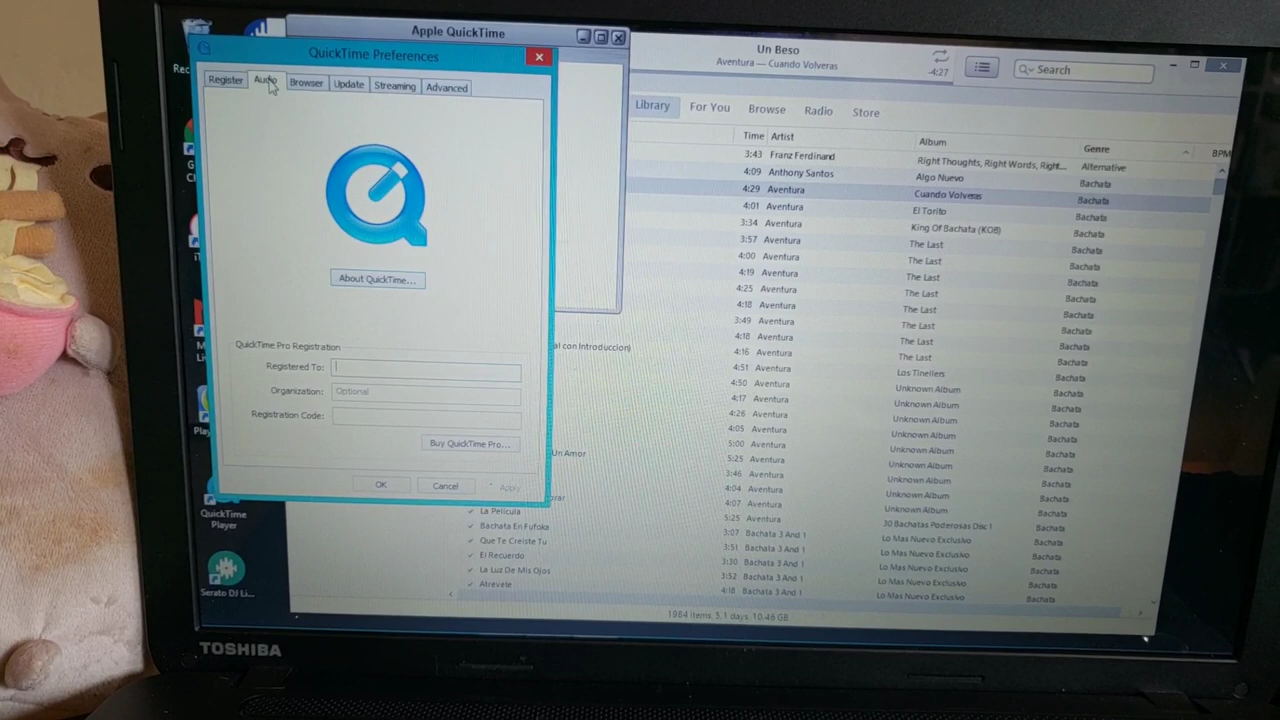 Apple QuickTime
QuickTime Preferences
Register Audio Browser Update Streaming Advanced
About QuickTime...
QuickTime Pro Registration
Registered To:
Organization: Optional
Registration Code:
Buy QuickTime Pro...
OK Cancel Apply
Un Beso
Aventura — Cuando Volveras
-4:27
Search
Library For You Browse Radio Store
Time Artist Album Genre BPM
3:43 Franz Ferdinand Right Thoughts, Right Words, Right... Alternative
4:09 Anthony Santos Algo Nuevo Bachata
4:29 Aventura Cuando Volveras Bachata
4:01 Aventura El Torito Bachata
3:34 Aventura King Of Bachata (KOB) Bachata
3:57 Aventura The Last Bachata
4:00 Aventura The Last Bachata
4:19 Aventura The Last Bachata
4:25 Aventura The Last Bachata
4:18 Aventura The Last Bachata
3:49 Aventura The Last Bachata
4:18 Aventura The Last Bachata
al con Introduccion) 4:16 Aventura The Last Bachata
4:51 Aventura Los Tinellers Bachata
4:50 Aventura Unknown Album Bachata
4:17 Aventura Unknown Album Bachata
4:26 Aventura Unknown Album Bachata
4:05 Aventura Unknown Album Bachata
5:00 Aventura Unknown Album Bachata
Un Amor 5:25 Aventura Unknown Album Bachata
3:46 Aventura Unknown Album Bachata
4:04 Aventura Unknown Album Bachata
4:07 Aventura Unknown Album Bachata
La Pelicula 5:25 Aventura 30 Bachatas Poderosas Disc 1 Bachata
Bachata En Fukoka 3:07 Bachata 3 And 1 Lo Mas Nuevo Exclusivo Bachata
Que Te Creiste Tu 3:51 Bachata 3 And 1 Lo Mas Nuevo Exclusivo Bachata
El Recuerdo 3:30 Bachata 3 And 1 Lo Mas Nuevo Exclusivo Bachata
La Luz De Mis Ojos 3:52 Bachata 3 And 1 Lo Mas Nuevo Exclusivo Bachata
Atrevete 4:18 Bachata 3 And 1 Lo Mas Nuevo Exclusivo Bachata
1984 items, 5.1 days, 10.46 GB
Rec
QuickTime
Player
Serato DJ Li...
TOSHIBA